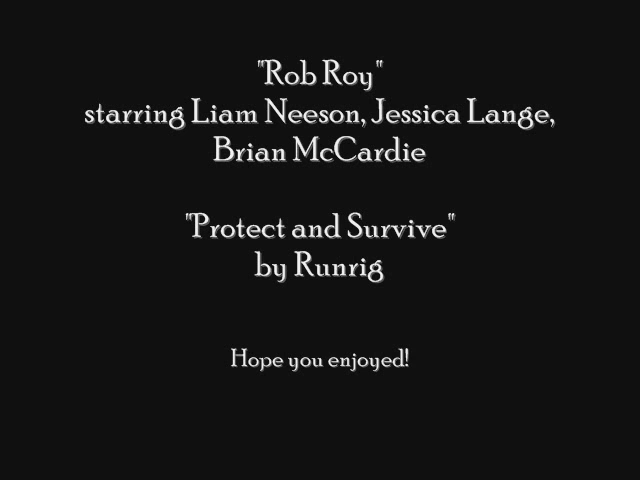 "Rob Roy"
starring Liam Neeson, Jessica Lange,
Brian McCardie
"Protect and Survive"
by Runrig
Hope you enjoyed!